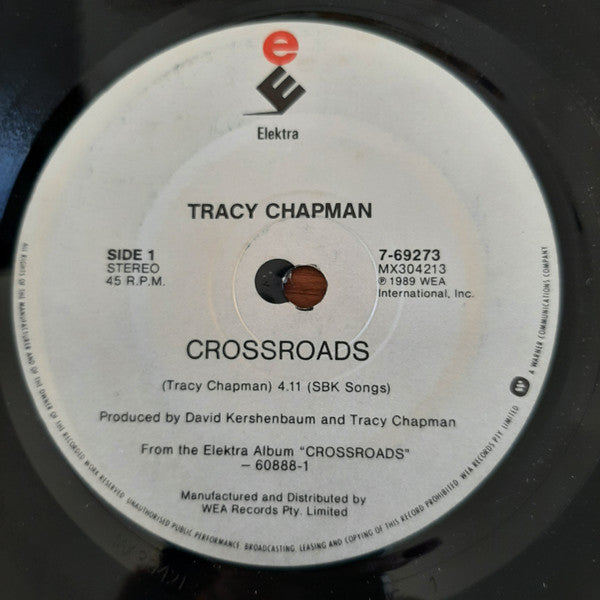 e
E
Elektra
TRACY CHAPMAN
SIDE 1
STEREO
45 R.P.M.
7-69273
MX304213
℗ 1989 WEA
International, Inc.
CROSSROADS
(Tracy Chapman) 4.11 (SBK Songs)
Produced by David Kershenbaum and Tracy Chapman
From the Elektra Album "CROSSROADS"
– 60888-1
Manufactured and Distributed by
WEA Records Pty. Limited
ALL RIGHTS OF THE MANUFACTURER AND OF THE OWNER OF THE RECORDED WORK RESERVED. UNAUTHORISED PUBLIC PERFORMANCE, BROADCASTING, LEASING AND COPYING OF THIS RECORD PROHIBITED. WEA RECORDS PTY. LIMITED
A WARNER COMMUNICATIONS COMPANY